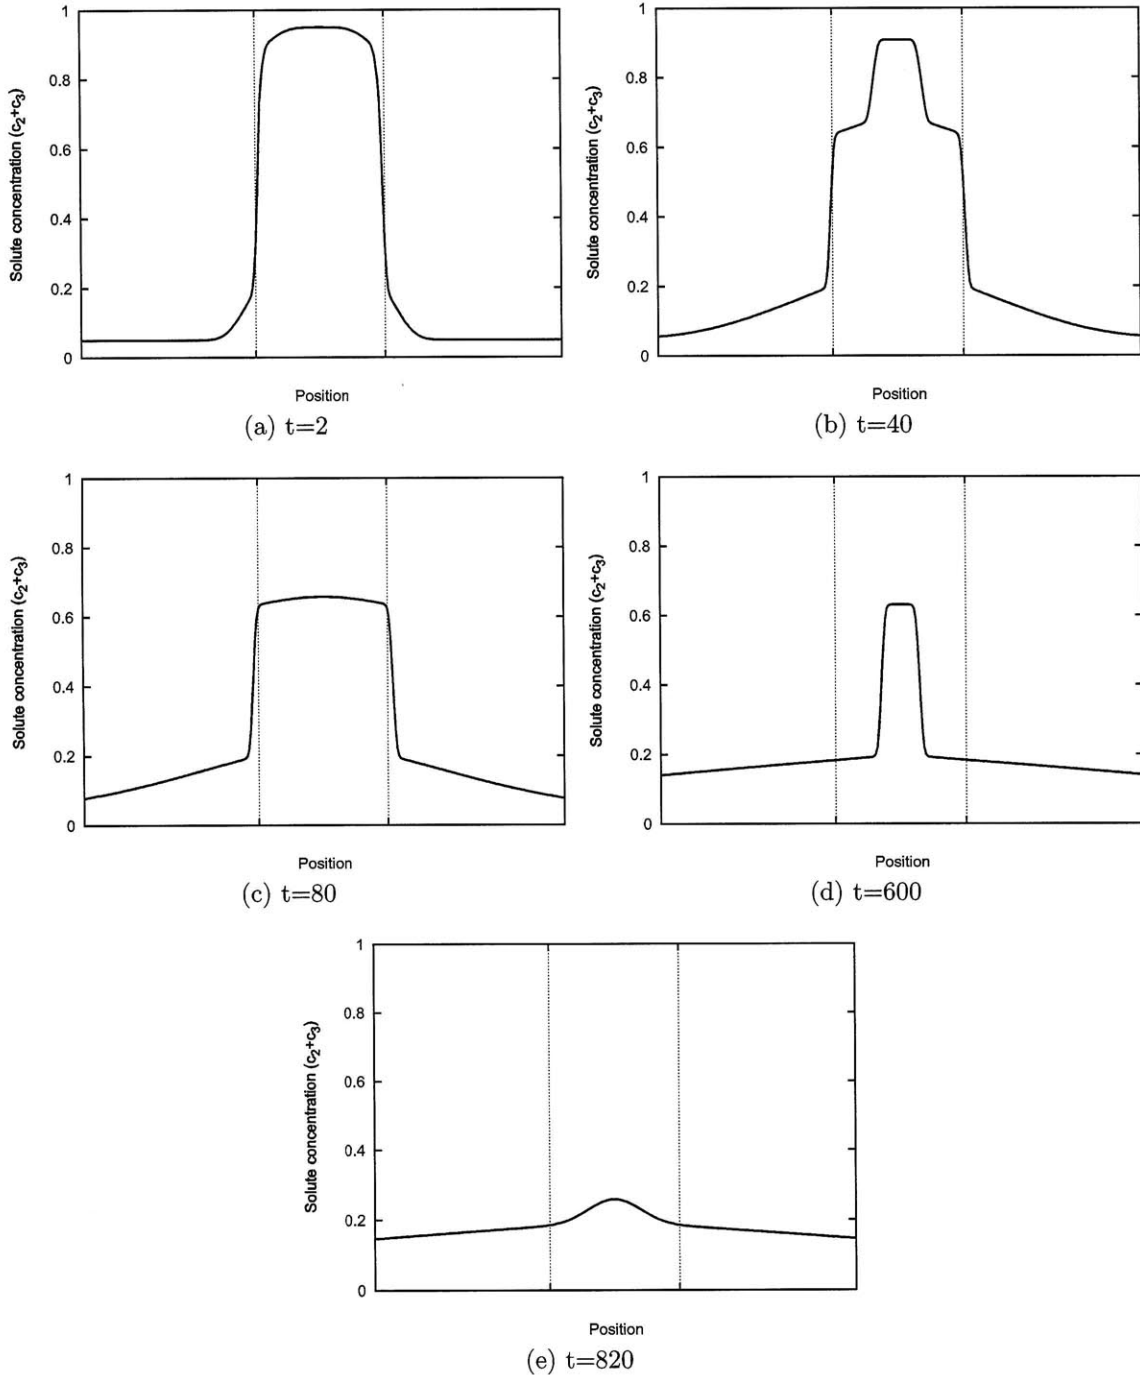 1
0.8
0.6
0.4
0.2
0
Solute concentration (c₂+c₃)
Position
(a) t=2
1
0.8
0.6
0.4
0.2
0
Solute concentration (c₂+c₃)
Position
(b) t=40
1
0.8
0.6
0.4
0.2
0
Solute concentration (c₂+c₃)
Position
(c) t=80
1
0.8
0.6
0.4
0.2
0
Solute concentration (c₂+c₃)
Position
(d) t=600
1
0.8
0.6
0.4
0.2
0
Solute concentration (c₂+c₃)
Position
(e) t=820